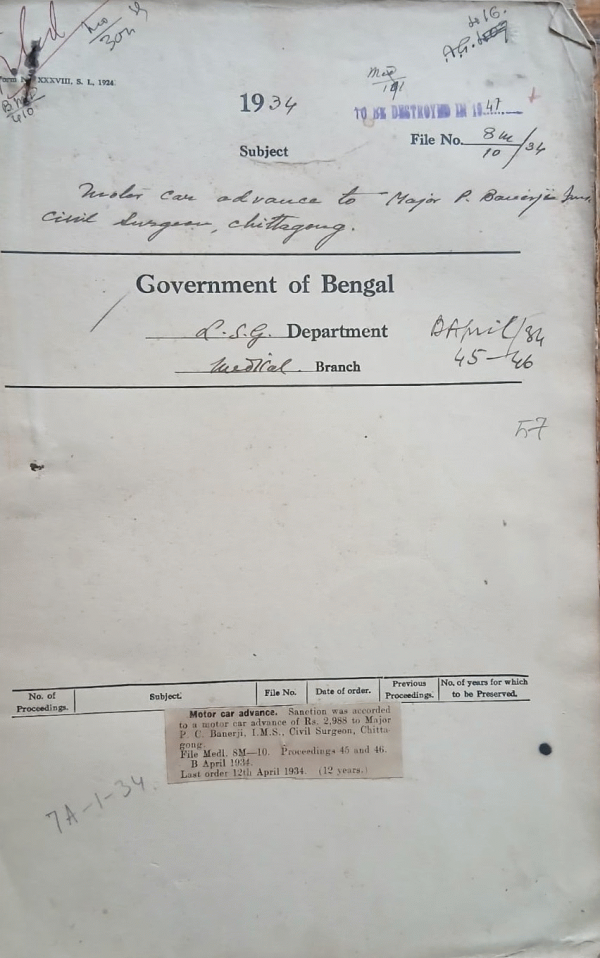 XXXVIII, S. I., 1924.
1934
TO BE DESTROYED IN 1947
File No. 8M/10/34
Subject
Motor car advance to Major P. Banerjee
Civil Surgeon, Chittagong.
Government of Bengal
L.S.G. Department
Medical Branch
B April/34
45-46
57
No. of Proceedings.
Subject.
File No.
Date of order.
Previous Proceedings.
No. of years for which to be Preserved.
Motor car advance. Sanction was accorded
to a motor car advance of Rs. 2,988 to Major
P. C. Banerji, I.M.S., Civil Surgeon, Chitta
gong.
File Medl. 8M—10. Proceedings 45 and 46.
B April 1934.
Last order 12th April 1934. (12 years.)
7A-1-34.